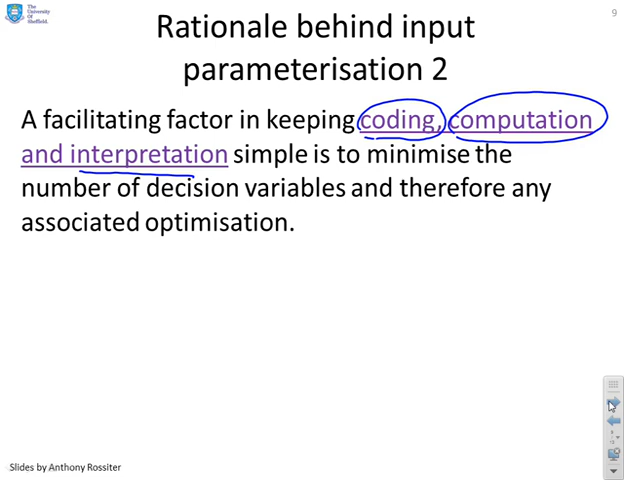 The
University
Of
Sheffield.
9
Rationale behind input
parameterisation 2
A facilitating factor in keeping coding, computation
and interpretation simple is to minimise the
number of decision variables and therefore any
associated optimisation.
Slides by Anthony Rossiter